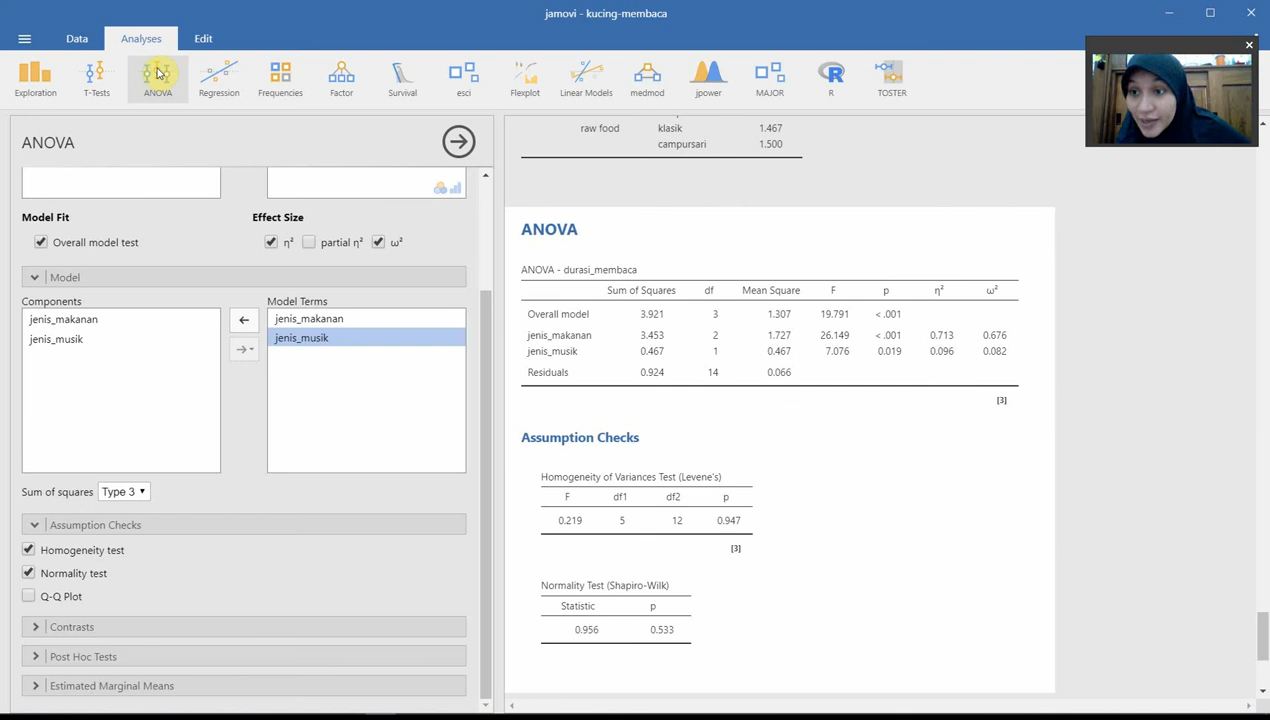 jamovi - kucing-membaca
Data Analyses Edit
Exploration T-Tests ANOVA Regression Frequencies Factor Survival esci Flexplot Linear Models medmod jpower MAJOR R TOSTER
ANOVA
Model Fit Effect Size
Overall model test η² partial η² ω²
Model
Components Model Terms
jenis_makanan jenis_makanan
jenis_musik jenis_musik
Sum of squares Type 3
Assumption Checks
Homogeneity test
Normality test
Q-Q Plot
Contrasts
Post Hoc Tests
Estimated Marginal Means
raw food klasik 1.467
campursari 1.500
ANOVA
ANOVA - durasi_membaca
Sum of Squares df Mean Square F p η² ω²
Overall model 3.921 3 1.307 19.791 < .001
jenis_makanan 3.453 2 1.727 26.149 < .001 0.713 0.676
jenis_musik 0.467 1 0.467 7.076 0.019 0.096 0.082
Residuals 0.924 14 0.066
[3]
Assumption Checks
Homogeneity of Variances Test (Levene's)
F df1 df2 p
0.219 5 12 0.947
[3]
Normality Test (Shapiro-Wilk)
Statistic p
0.956 0.533